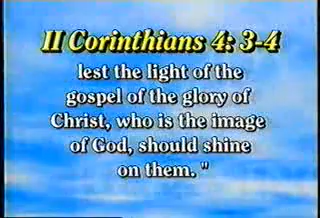 II Corinthians 4: 3-4
lest the light of the
gospel of the glory of
Christ, who is the image
of God, should shine
on them. "